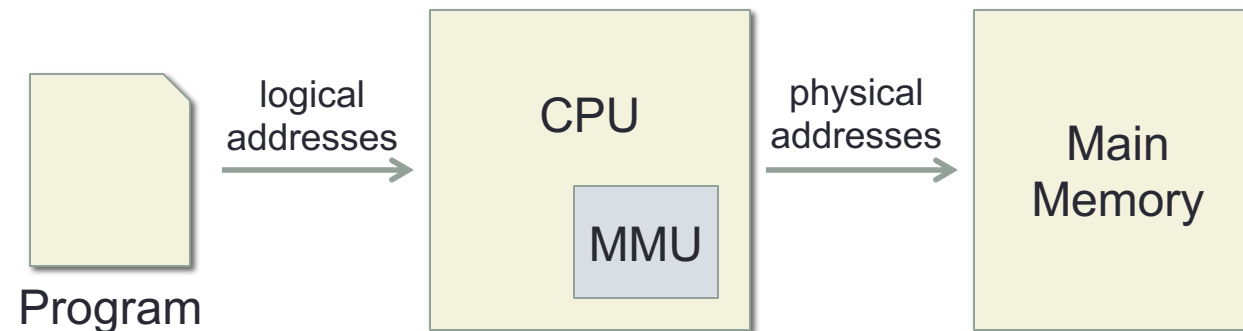 Program
logical
addresses
CPU
MMU
physical
addresses
Main
Memory